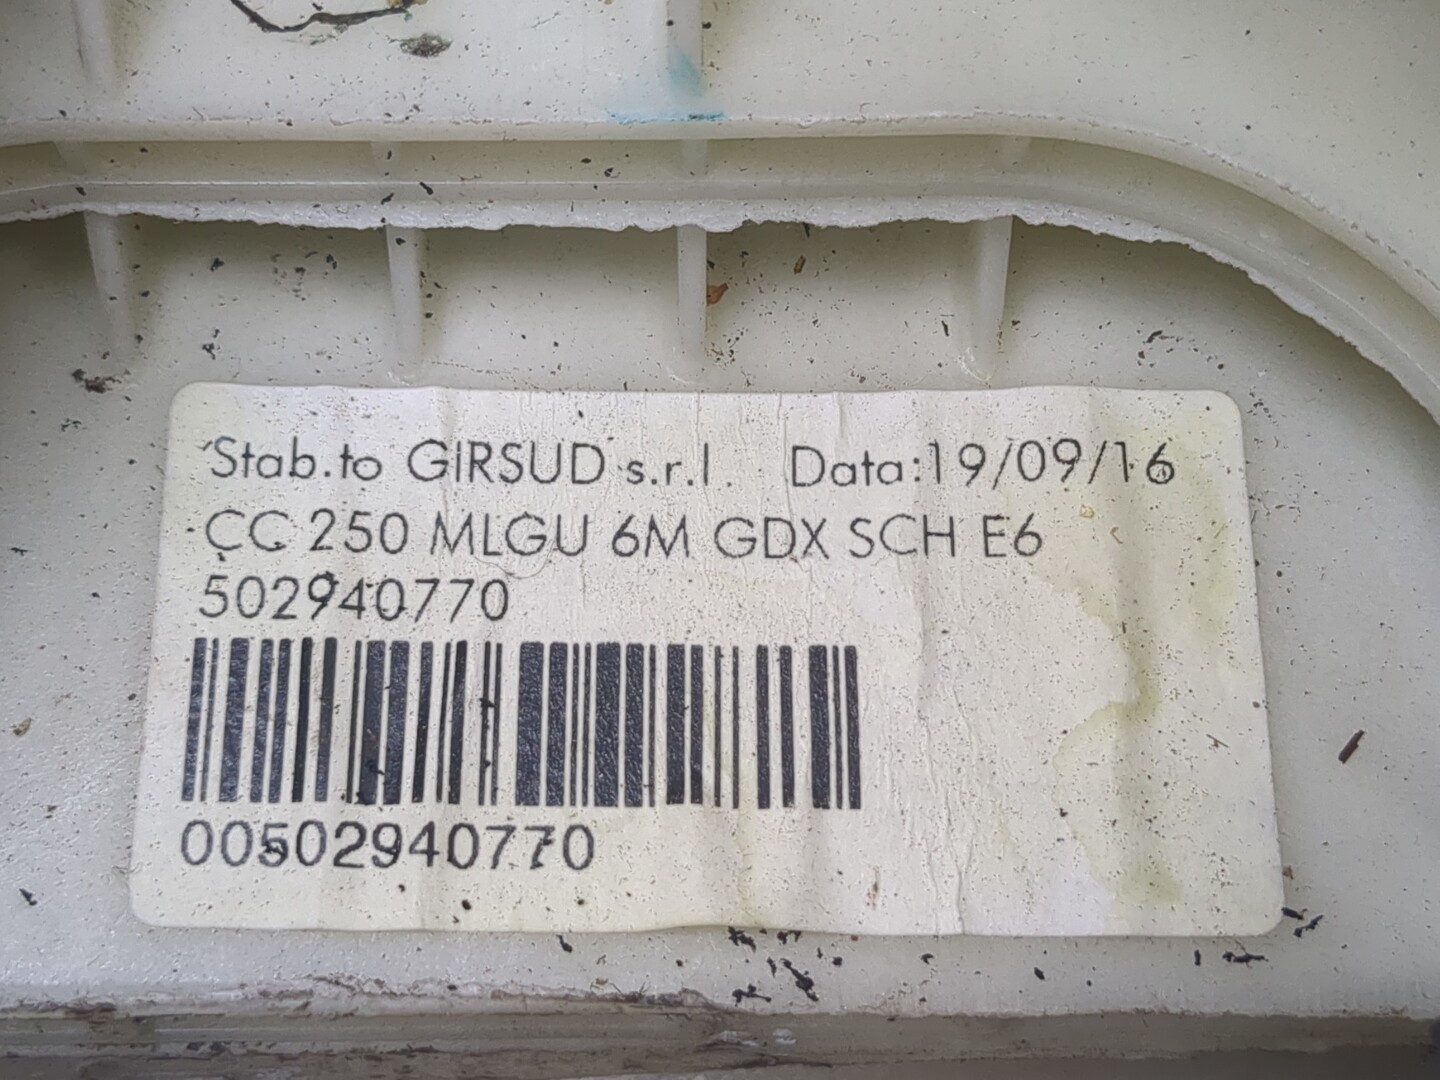 Stab.to GIRSUD s.r.l. Data:19/09/16
CC 250 MLGU 6M GDX SCH E6
502940770
00502940770